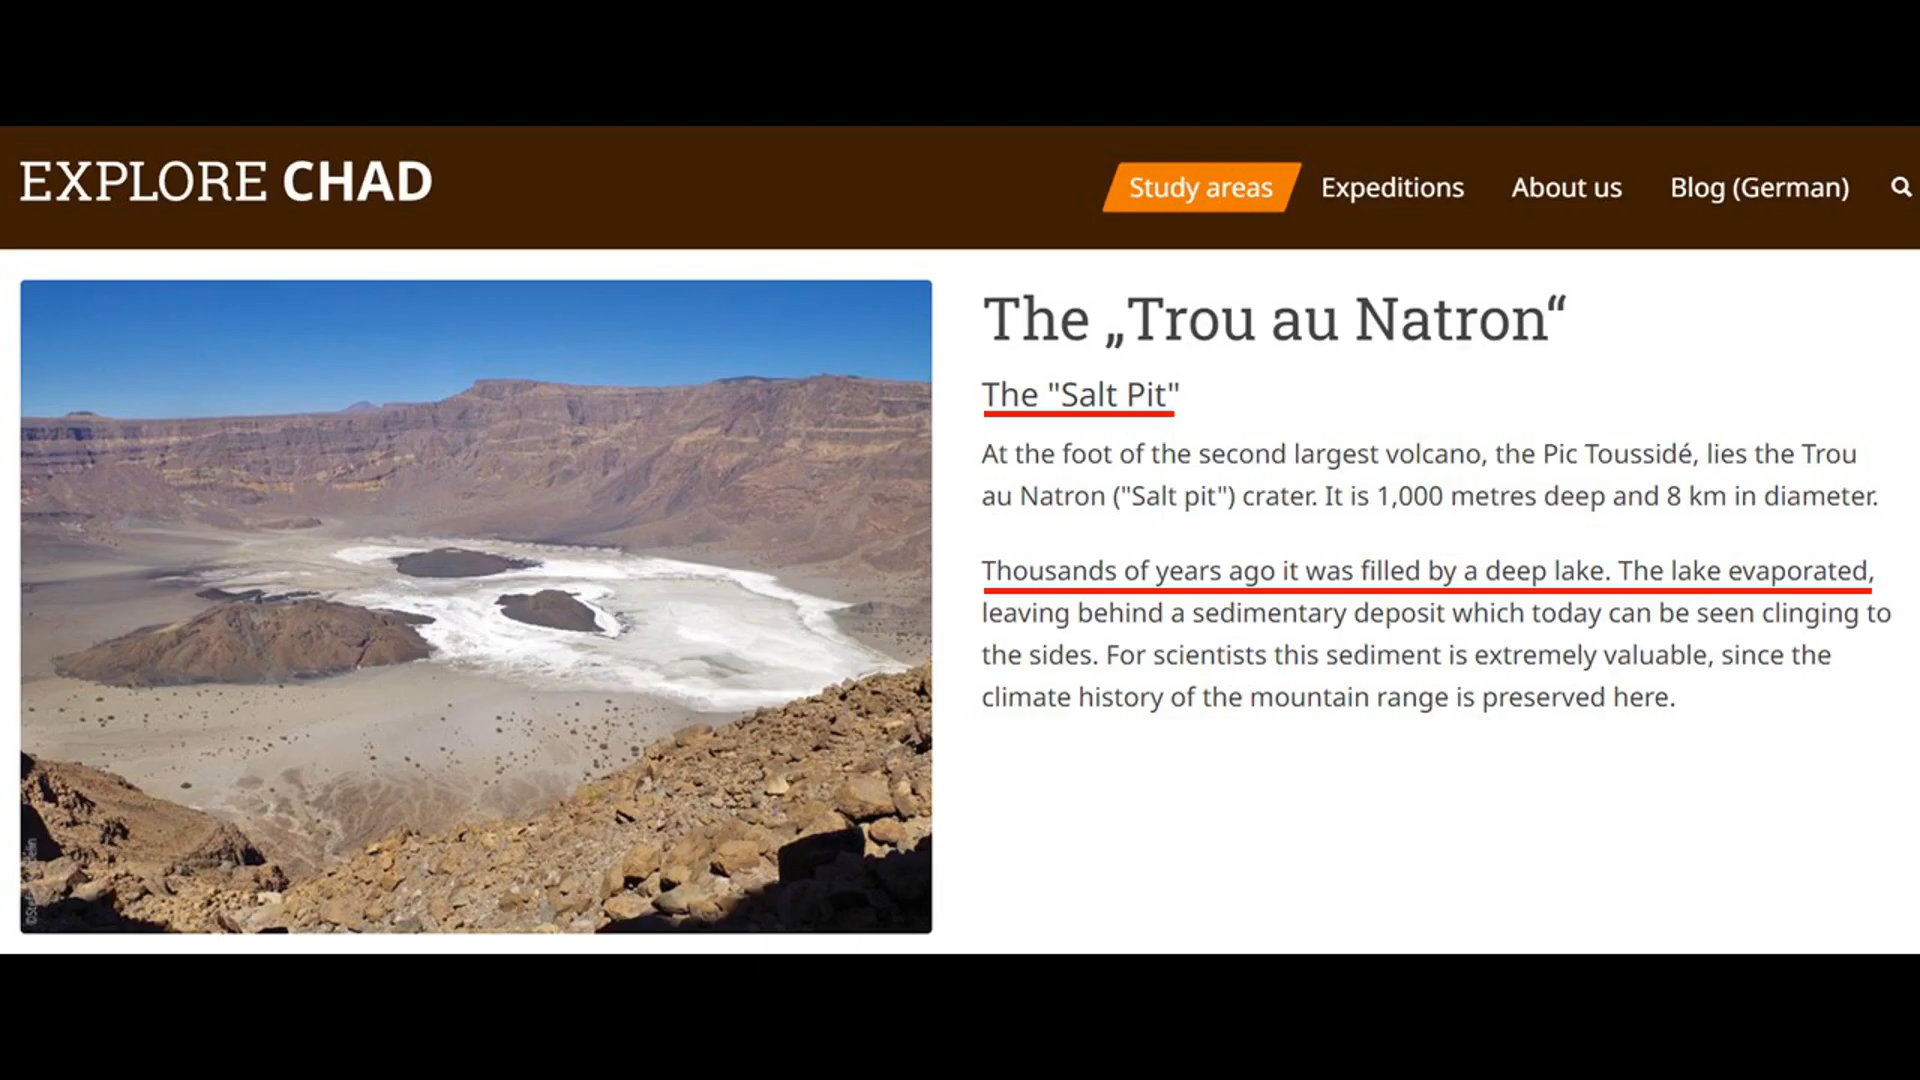 EXPLORE CHAD
Study areas
Expeditions
About us
Blog (German)
The „Trou au Natron“
The "Salt Pit"
At the foot of the second largest volcano, the Pic Toussidé, lies the Trou
au Natron ("Salt pit") crater. It is 1,000 metres deep and 8 km in diameter.
Thousands of years ago it was filled by a deep lake. The lake evaporated,
leaving behind a sedimentary deposit which today can be seen clinging to
the sides. For scientists this sediment is extremely valuable, since the
climate history of the mountain range is preserved here.